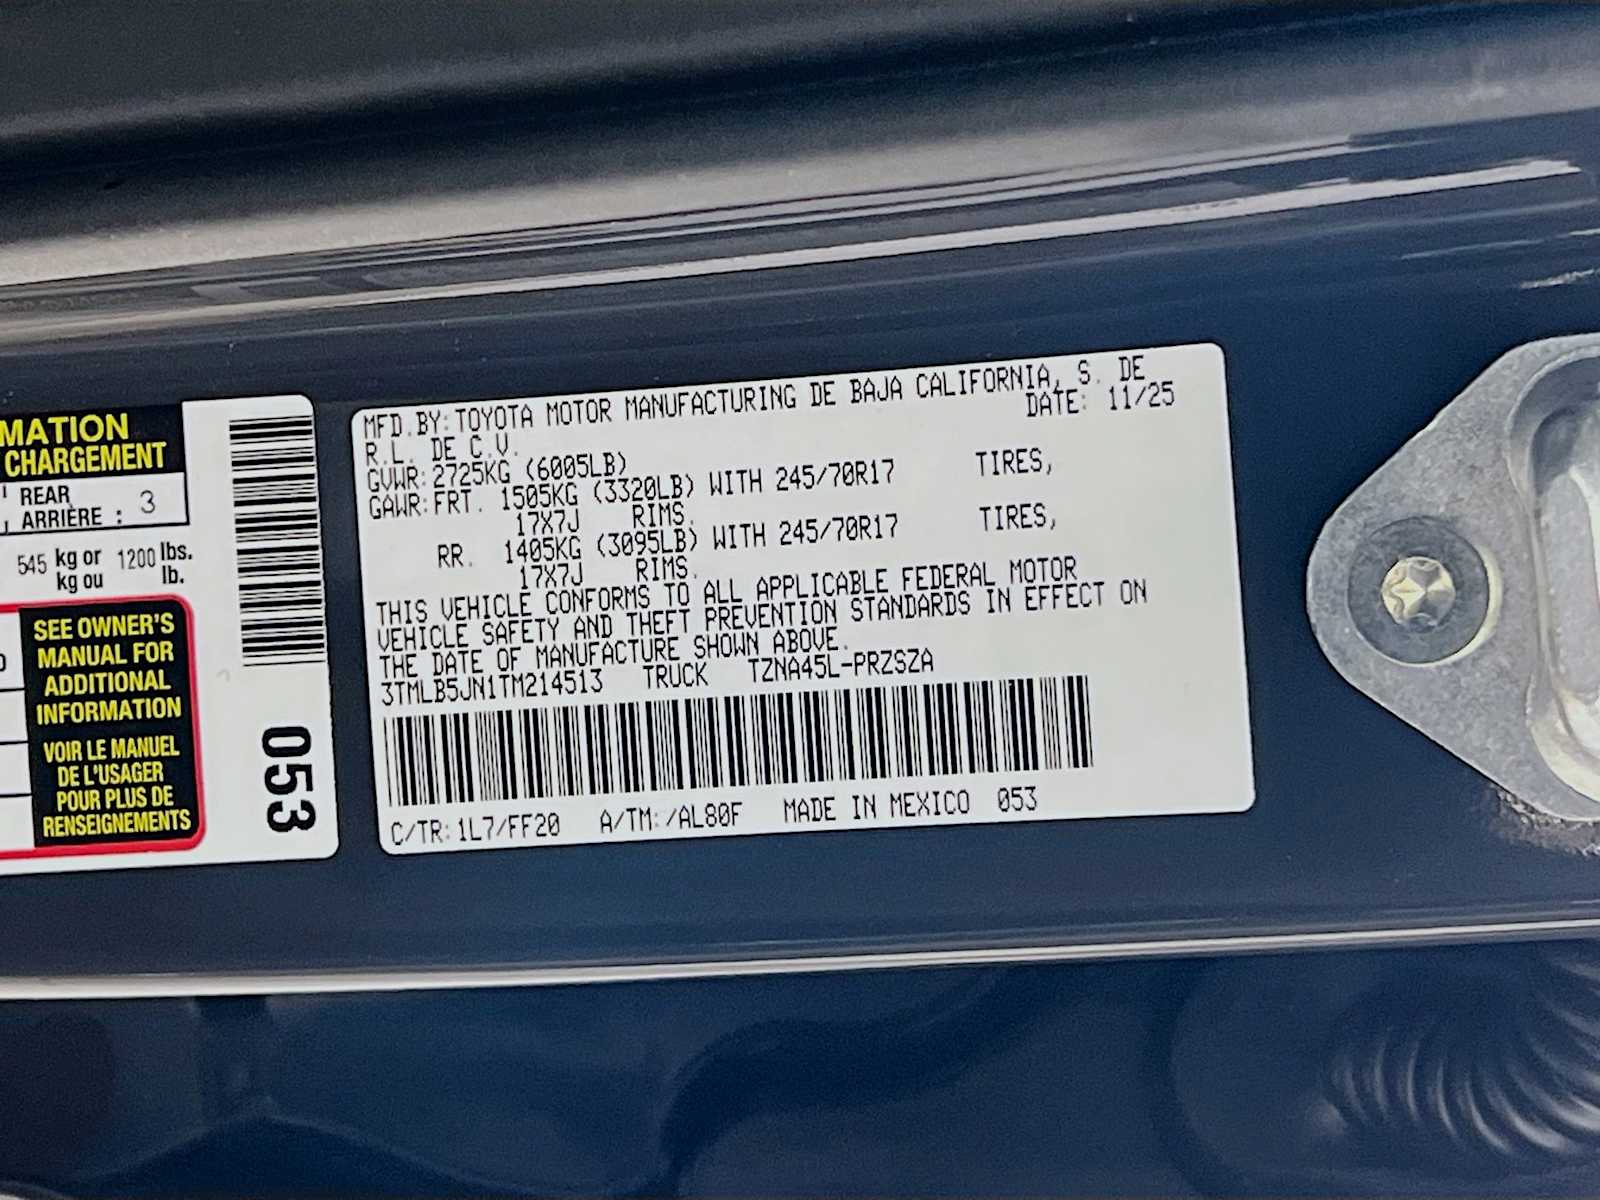 MATION
CHARGEMENT
REAR
ARRIÈRE : 3
545 kg or 1200 lbs.
kg ou lb.
SEE OWNER'S
MANUAL FOR
ADDITIONAL
INFORMATION
VOIR LE MANUEL
DE L'USAGER
POUR PLUS DE
RENSEIGNEMENTS
053
MFD.BY:TOYOTA MOTOR MANUFACTURING DE BAJA CALIFORNIA, S. DE
R.L. DE C.V. DATE: 11/25
GVWR:2725KG (6005LB)
GAWR:FRT. 1505KG (3320LB) WITH 245/70R17 TIRES,
17X7J RIMS.
RR. 1405KG (3095LB) WITH 245/70R17 TIRES,
17X7J RIMS.
THIS VEHICLE CONFORMS TO ALL APPLICABLE FEDERAL MOTOR
VEHICLE SAFETY AND THEFT PREVENTION STANDARDS IN EFFECT ON
THE DATE OF MANUFACTURE SHOWN ABOVE.
3TMLB5JN1TM214513 TRUCK TZNA45L-PRZSZA
C/TR:1L7/FF20 A/TM:/AL80F MADE IN MEXICO 053